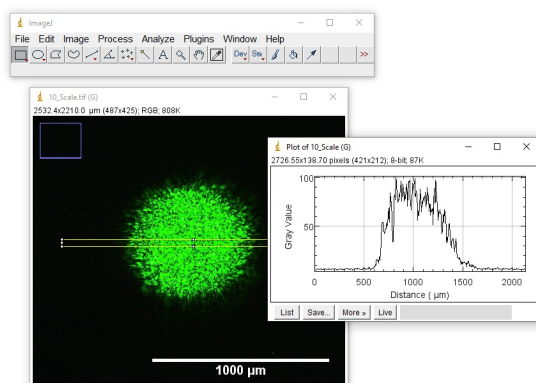 ImageJ
File Edit Image Process Analyze Plugins Window Help
A Dev Stk >>
10_Scale.tif (G)
2532.4x2210.0 µm (487x425); RGB; 808K
1000 µm
Plot of 10_Scale (G)
2726.55x138.70 pixels (421x212); 8-bit; 87K
100
50
Gray Value
0 500 1000 1500 2000
Distance ( µm)
List Save... More » Live